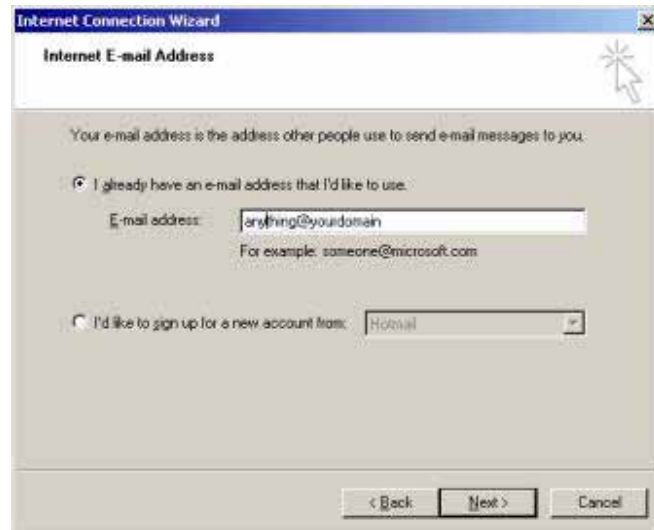 Internet Connection Wizard
Internet E-mail Address
Your e-mail address is the address other people use to send e-mail messages to you.
I already have an e-mail address that I'd like to use.
E-mail address: anything@yourdomain
For example: someone@microsoft.com
I'd like to sign up for a new account from: Hotmail
< Back Next > Cancel